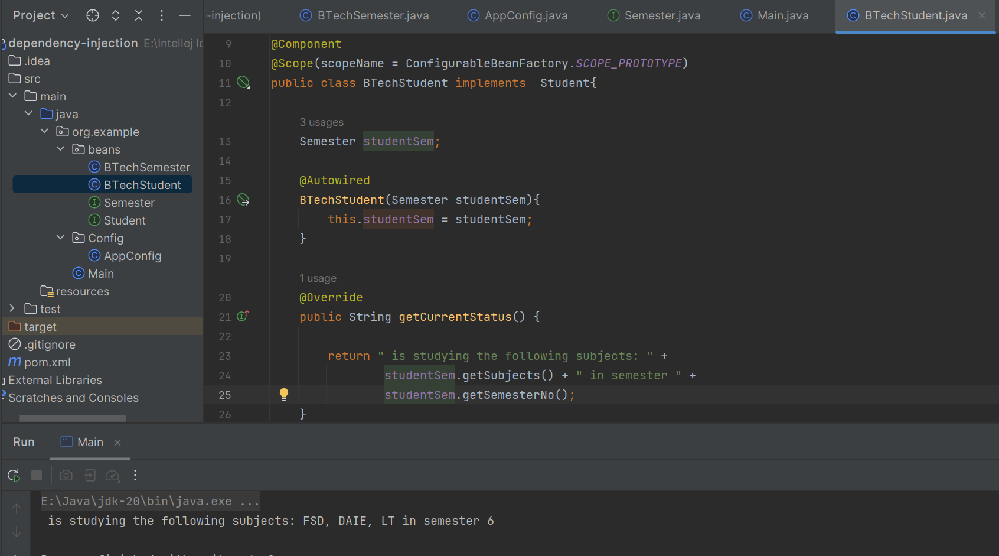 Project
-injection)
BTechSemester.java
AppConfig.java
Semester.java
Main.java
BTechStudent.java
dependency-injection E:\Intellej Ic
.idea
src
main
java
org.example
beans
BTechSemester
BTechStudent
Semester
Student
Config
AppConfig
Main
resources
test
target
.gitignore
pom.xml
External Libraries
Scratches and Consoles
9 @Component
10 @Scope(scopeName = ConfigurableBeanFactory.SCOPE_PROTOTYPE)
11 public class BTechStudent implements  Student{
12
3 usages
13 Semester studentSem;
14
15 @Autowired
16 BTechStudent(Semester studentSem){
17 this.studentSem = studentSem;
18 }
19
1 usage
20 @Override
21 public String getCurrentStatus() {
22
23 return " is studying the following subjects: " +
24 studentSem.getSubjects() + " in semester " +
25 studentSem.getSemesterNo();
26 }
Run Main
E:\Java\jdk-20\bin\java.exe ...
is studying the following subjects: FSD, DAIE, LT in semester 6